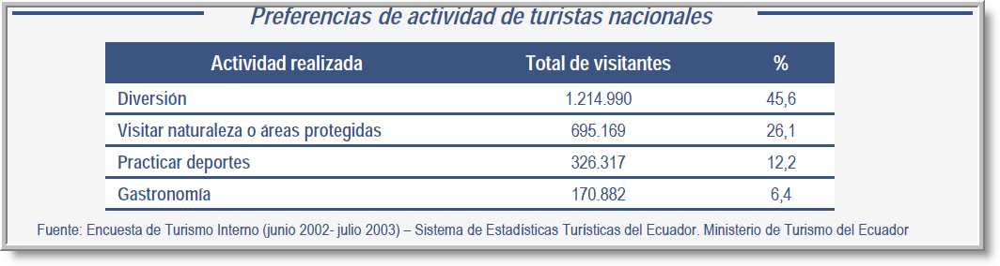 Preferencias de actividad de turistas nacionales
Actividad realizada Total de visitantes %
Diversión 1.214.990 45,6
Visitar naturaleza o áreas protegidas 695.169 26,1
Practicar deportes 326.317 12,2
Gastronomía 170.882 6,4
Fuente: Encuesta de Turismo Interno (junio 2002- julio 2003) – Sistema de Estadísticas Turísticas del Ecuador. Ministerio de Turismo del Ecuador